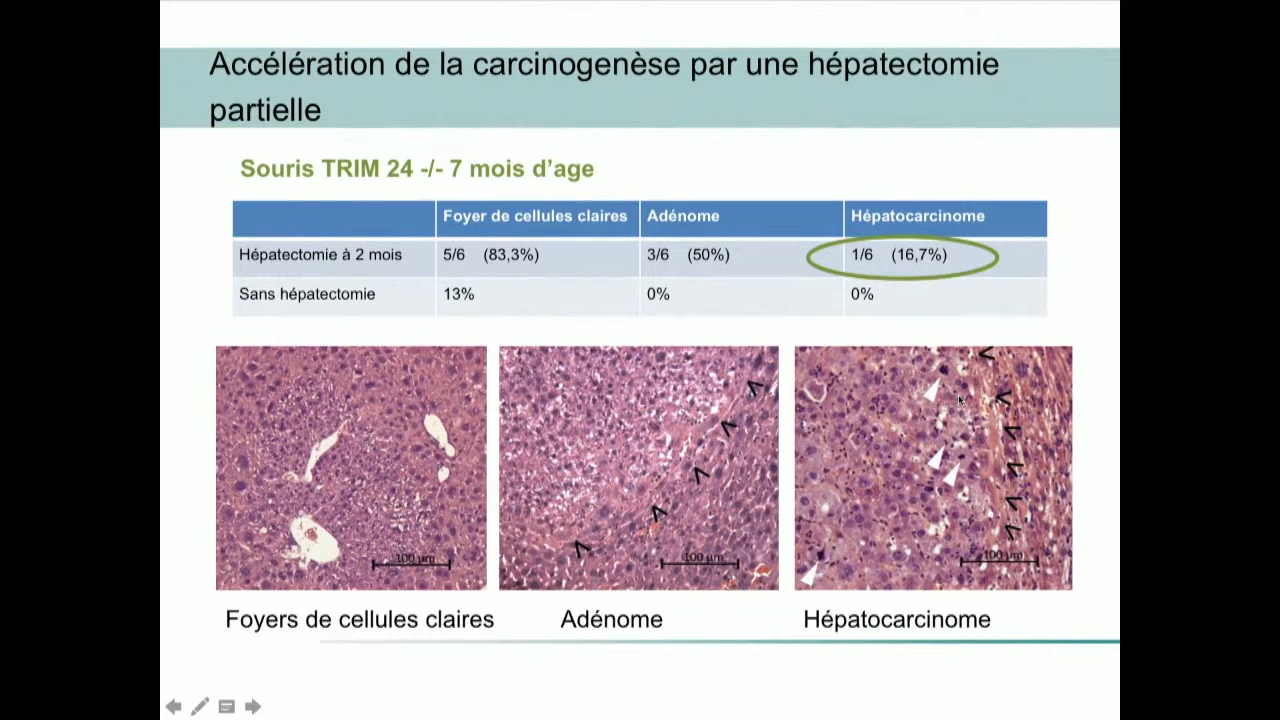 Accélération de la carcinogenèse par une hépatectomie
partielle
Souris TRIM 24 -/- 7 mois d'age
Foyer de cellules claires Adénome Hépatocarcinome
Hépatectomie à 2 mois 5/6 (83,3%) 3/6 (50%) 1/6 (16,7%)
Sans hépatectomie 13% 0% 0%
100 µm 100 µm 100 µm
Foyers de cellules claires Adénome Hépatocarcinome